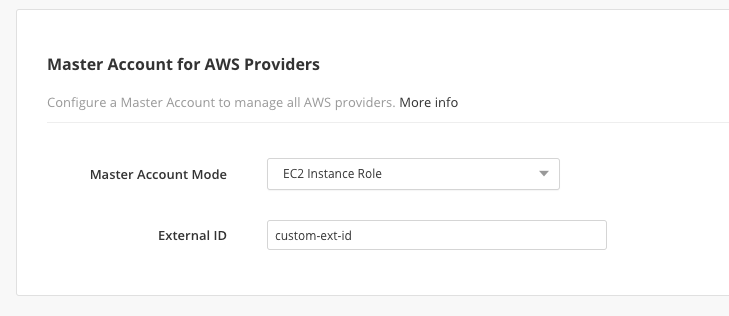 Master Account for AWS Providers
Configure a Master Account to manage all AWS providers. More info
Master Account Mode EC2 Instance Role
External ID custom-ext-id